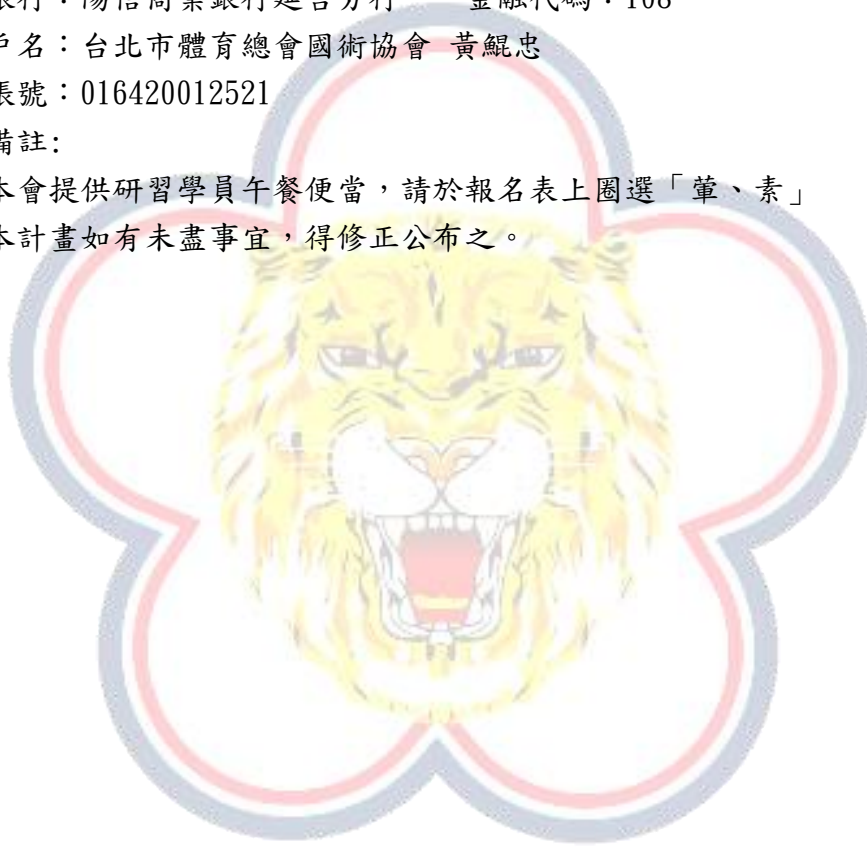 銀行：陽信商業銀行延吉分行　　金融代碼：108
戶名：台北市體育總會國術協會 黃鯤忠
帳號：016420012521
備註:
本會提供研習學員午餐便當，請於報名表上圈選「葷、素」
本計畫如有未盡事宜，得修正公布之。